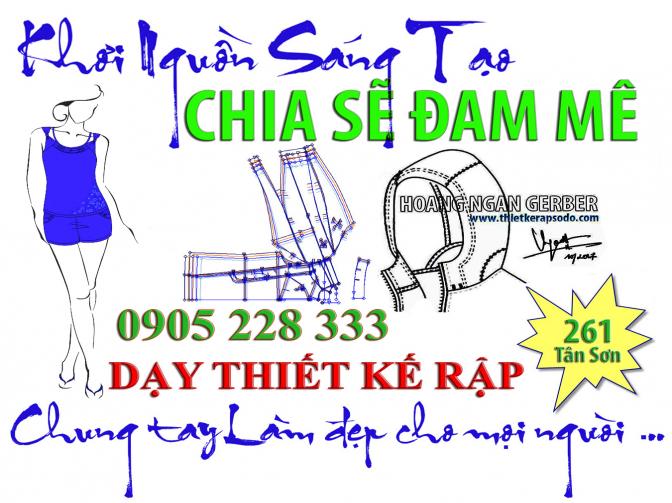 Khơi Nguồn Sáng Tạo
CHIA SẼ ĐAM MÊ
HOANG NGAN GERBER
www.thietkerapsodo.com
0905 228 333
261
Tân Sơn
DẠY THIẾT KẾ RẬP
Chung tay Làm đẹp cho mọi người ...